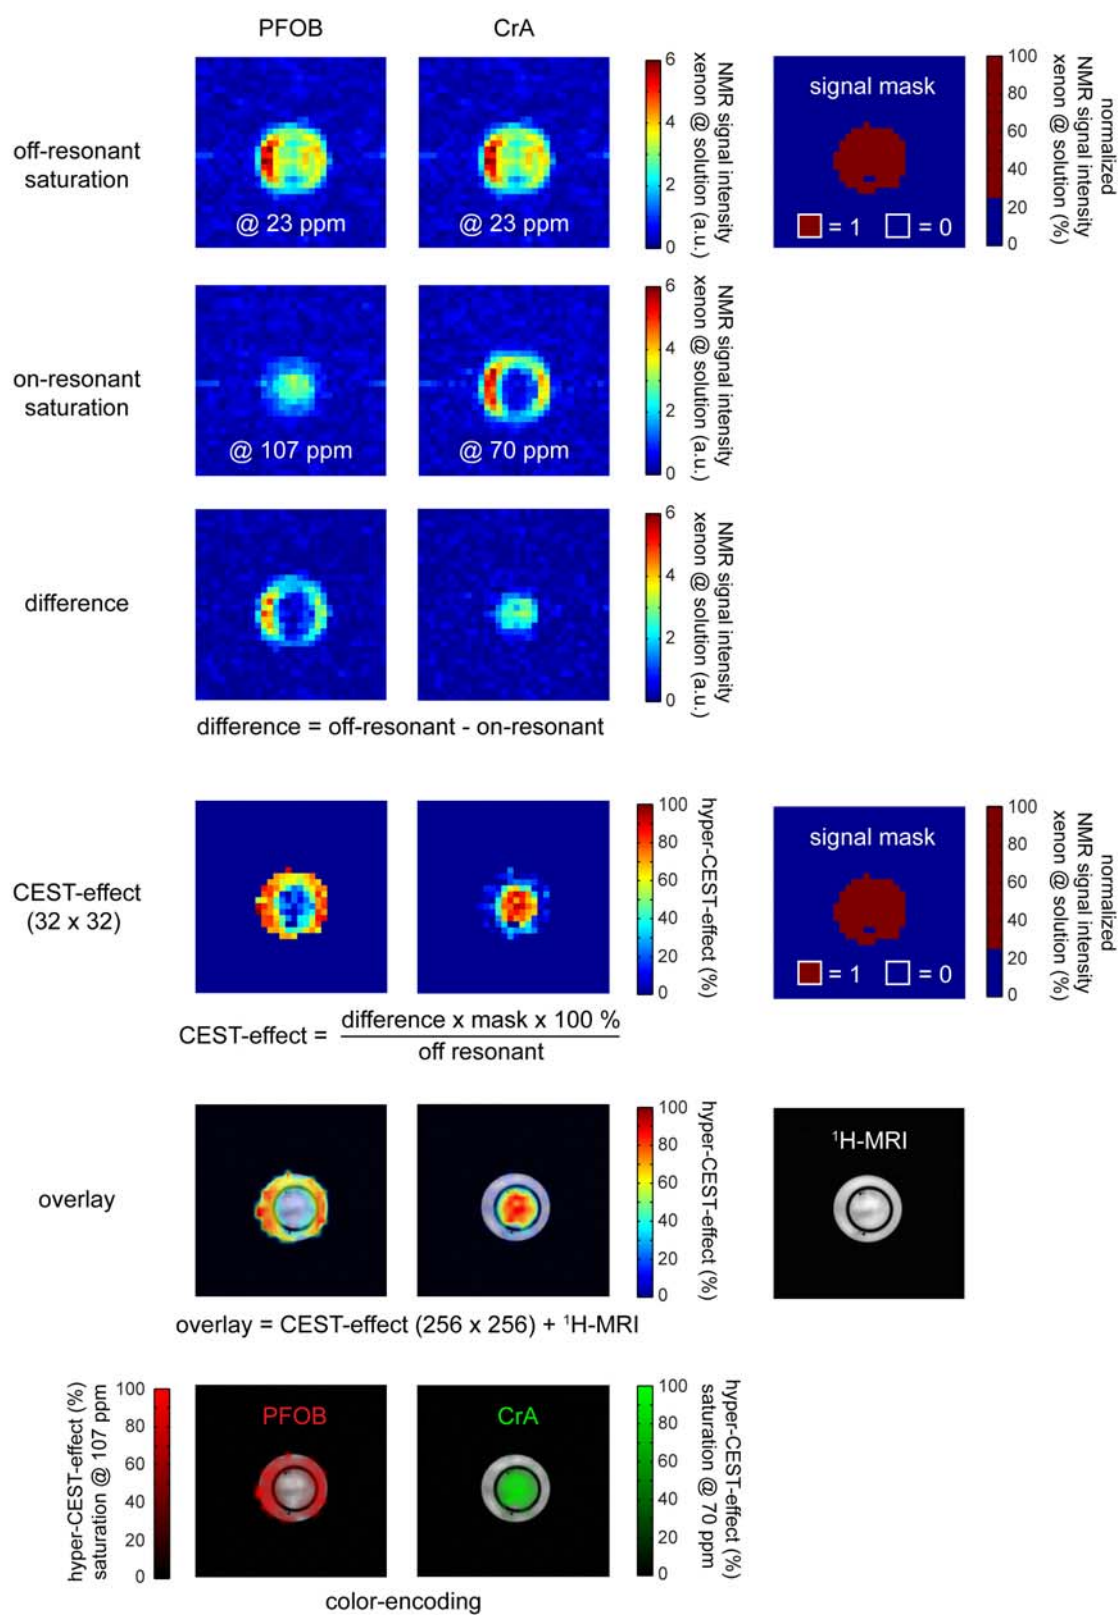 PFOB
CrA
off-resonant
saturation
@ 23 ppm
@ 23 ppm
6
4
2
0
NMR signal intensity
xenon @ solution (a.u.)
signal mask
= 1
= 0
100
80
60
40
20
0
normalized
NMR signal intensity
xenon @ solution (%)
on-resonant
saturation
@ 107 ppm
@ 70 ppm
6
4
2
0
NMR signal intensity
xenon @ solution (a.u.)
difference
6
4
2
0
NMR signal intensity
xenon @ solution (a.u.)
difference = off-resonant - on-resonant
CEST-effect
(32 x 32)
100
80
60
40
20
0
hyper-CEST-effect (%)
signal mask
= 1
= 0
100
80
60
40
20
0
normalized
NMR signal intensity
xenon @ solution (%)
CEST-effect = difference x mask x 100 %
off resonant
overlay
100
80
60
40
20
0
hyper-CEST-effect (%)
¹H-MRI
overlay = CEST-effect (256 x 256) + ¹H-MRI
hyper-CEST-effect (%)
saturation @ 107 ppm
100
80
60
40
20
0
PFOB
CrA
100
80
60
40
20
0
hyper-CEST-effect (%)
saturation @ 70 ppm
color-encoding